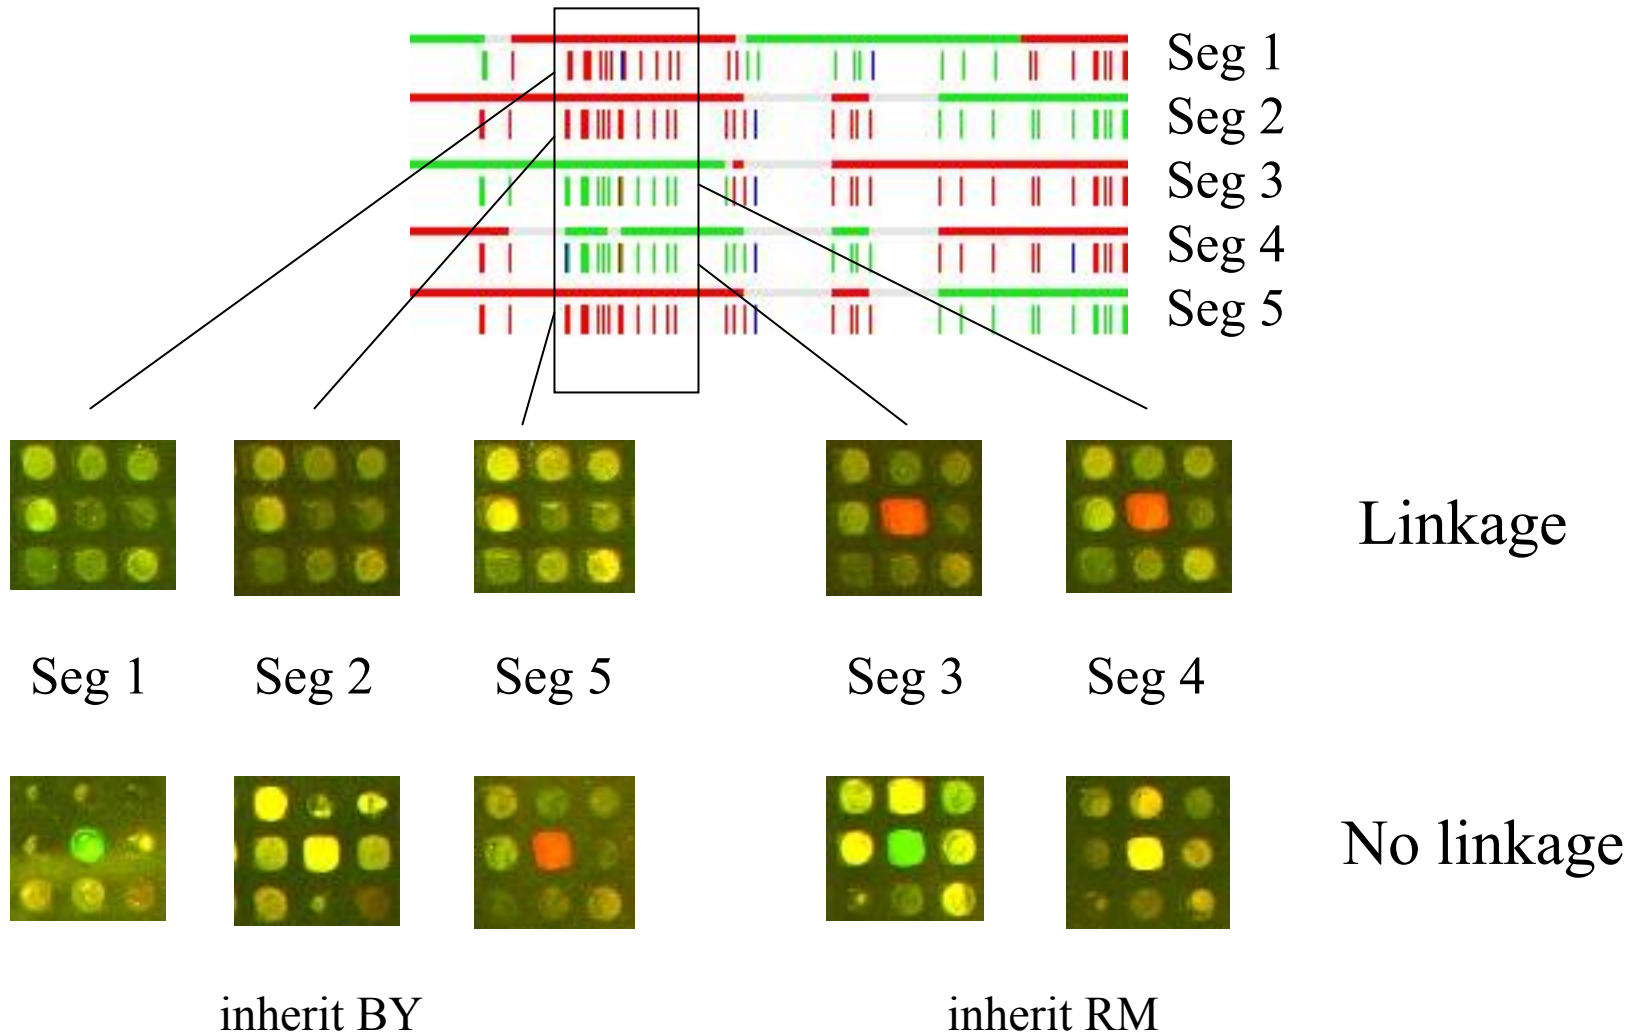 Seg 1
Seg 2
Seg 3
Seg 4
Seg 5
Linkage
Seg 1 Seg 2 Seg 5 Seg 3 Seg 4
No linkage
inherit BY inherit RM